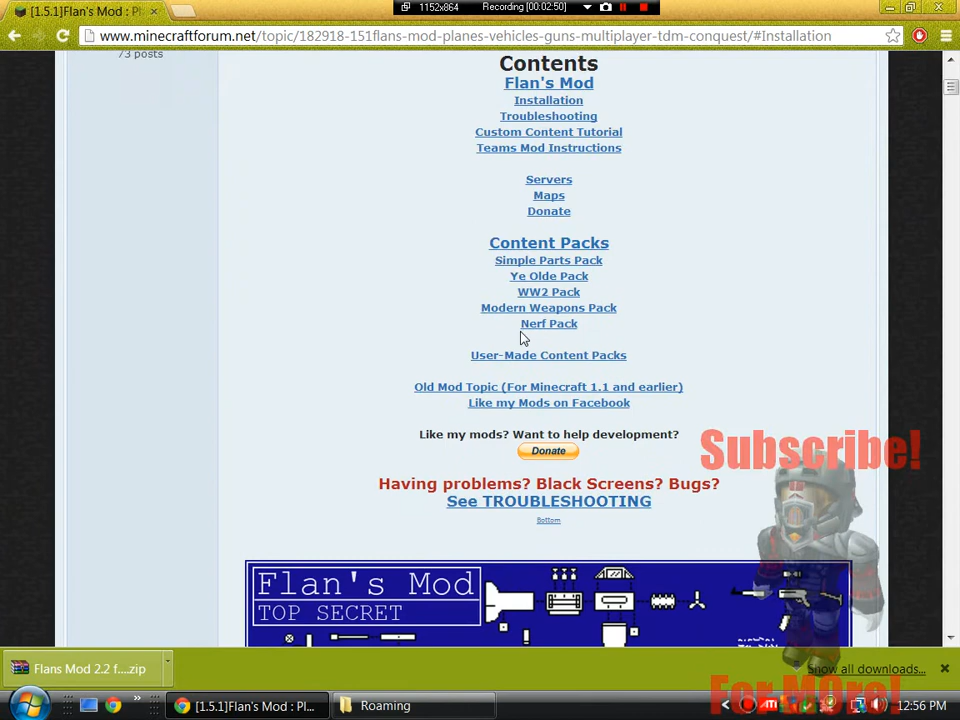 [1.5.1]Flan's Mod : Pl
1152x864
Recording [00:02:50]
www.minecraftforum.net/topic/182918-151flans-mod-planes-vehicles-guns-multiplayer-tdm-conquest/#Installation
73 posts
Contents
Flan's Mod
Installation
Troubleshooting
Custom Content Tutorial
Teams Mod Instructions
Servers
Maps
Donate
Content Packs
Simple Parts Pack
Ye Olde Pack
WW2 Pack
Modern Weapons Pack
Nerf Pack
User-Made Content Packs
Old Mod Topic (For Minecraft 1.1 and earlier)
Like my Mods on Facebook
Like my mods? Want to help development?
Subscribe!
Donate
Having problems? Black Screens? Bugs?
See TROUBLESHOOTING
Bottom
Flan's Mod
TOP SECRET
Flans Mod 2.2 f....zip
Show all downloads...
For M0re!
[1.5.1]Flan's Mod : P...
Roaming
12:56 PM